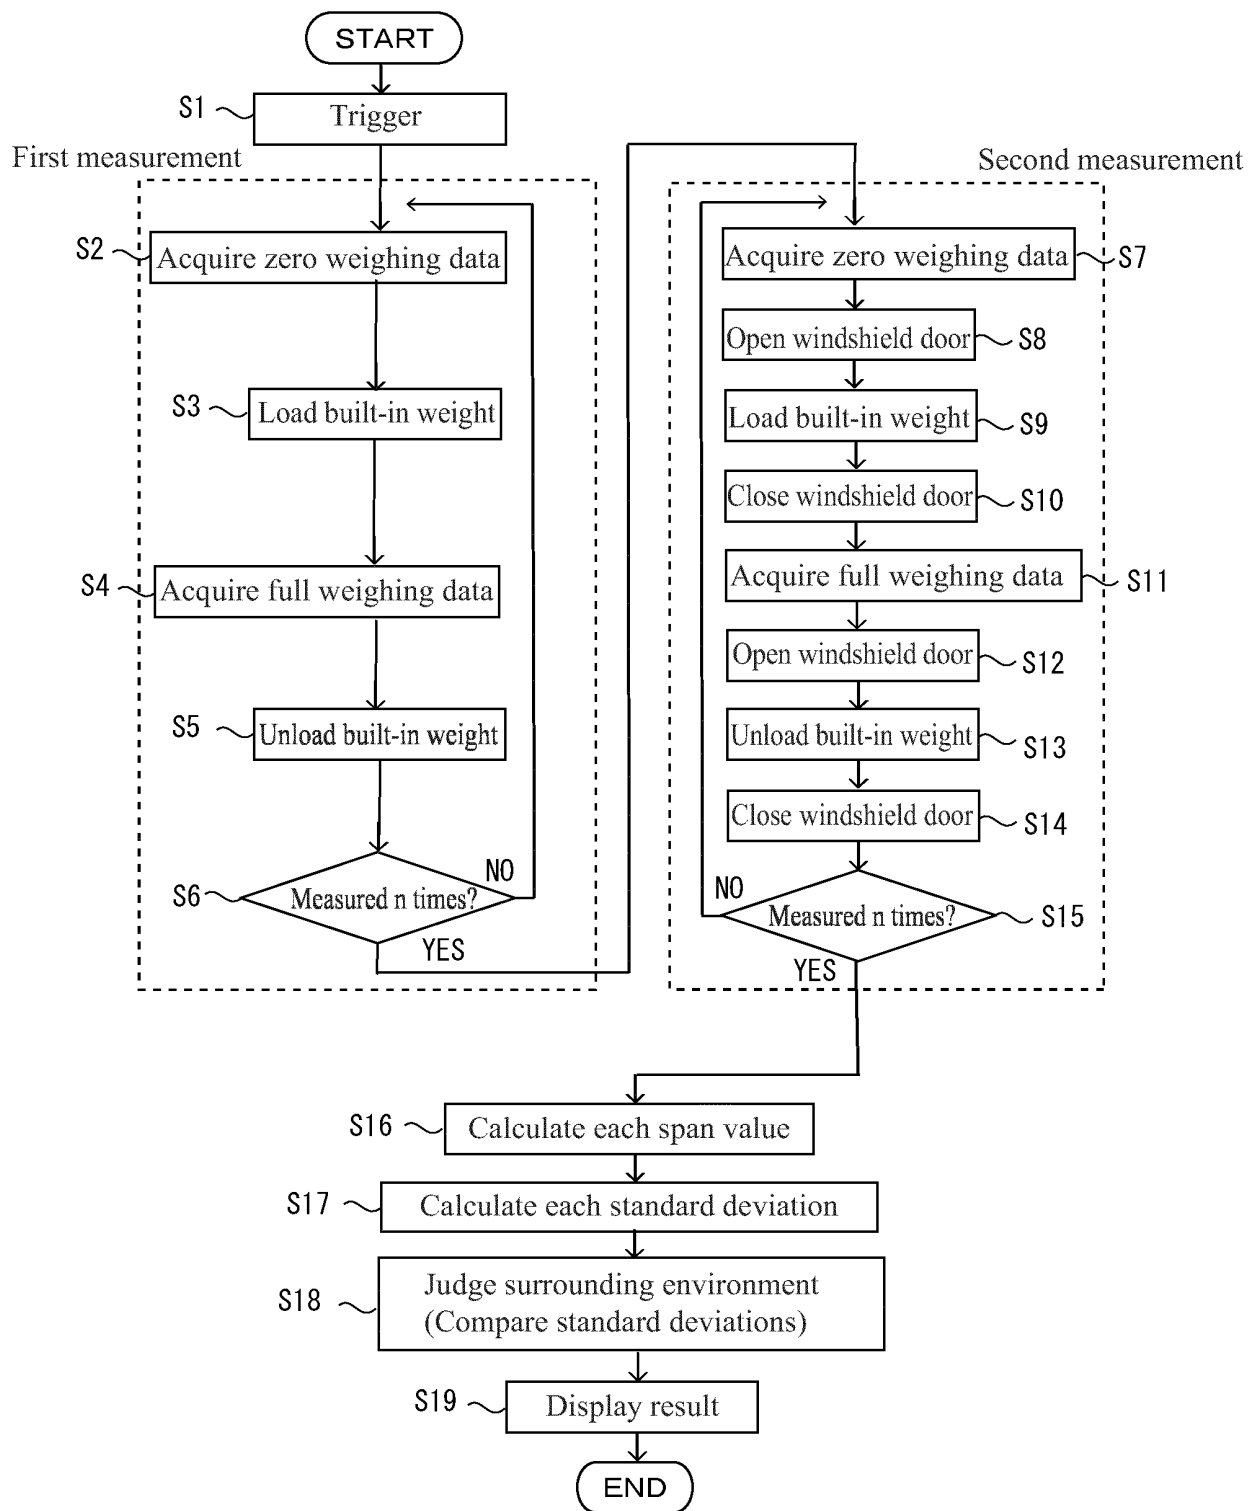 START
S1
Trigger
First measurement
S2
Acquire zero weighing data
S3
Load built-in weight
S4
Acquire full weighing data
S5
Unload built-in weight
S6
Measured n times?
NO
YES
Second measurement
Acquire zero weighing data
S7
Open windshield door
S8
Load built-in weight
S9
Close windshield door
S10
Acquire full weighing data
S11
Open windshield door
S12
Unload built-in weight
S13
Close windshield door
S14
NO
Measured n times?
S15
YES
S16
Calculate each span value
S17
Calculate each standard deviation
S18
Judge surrounding environment
(Compare standard deviations)
S19
Display result
END